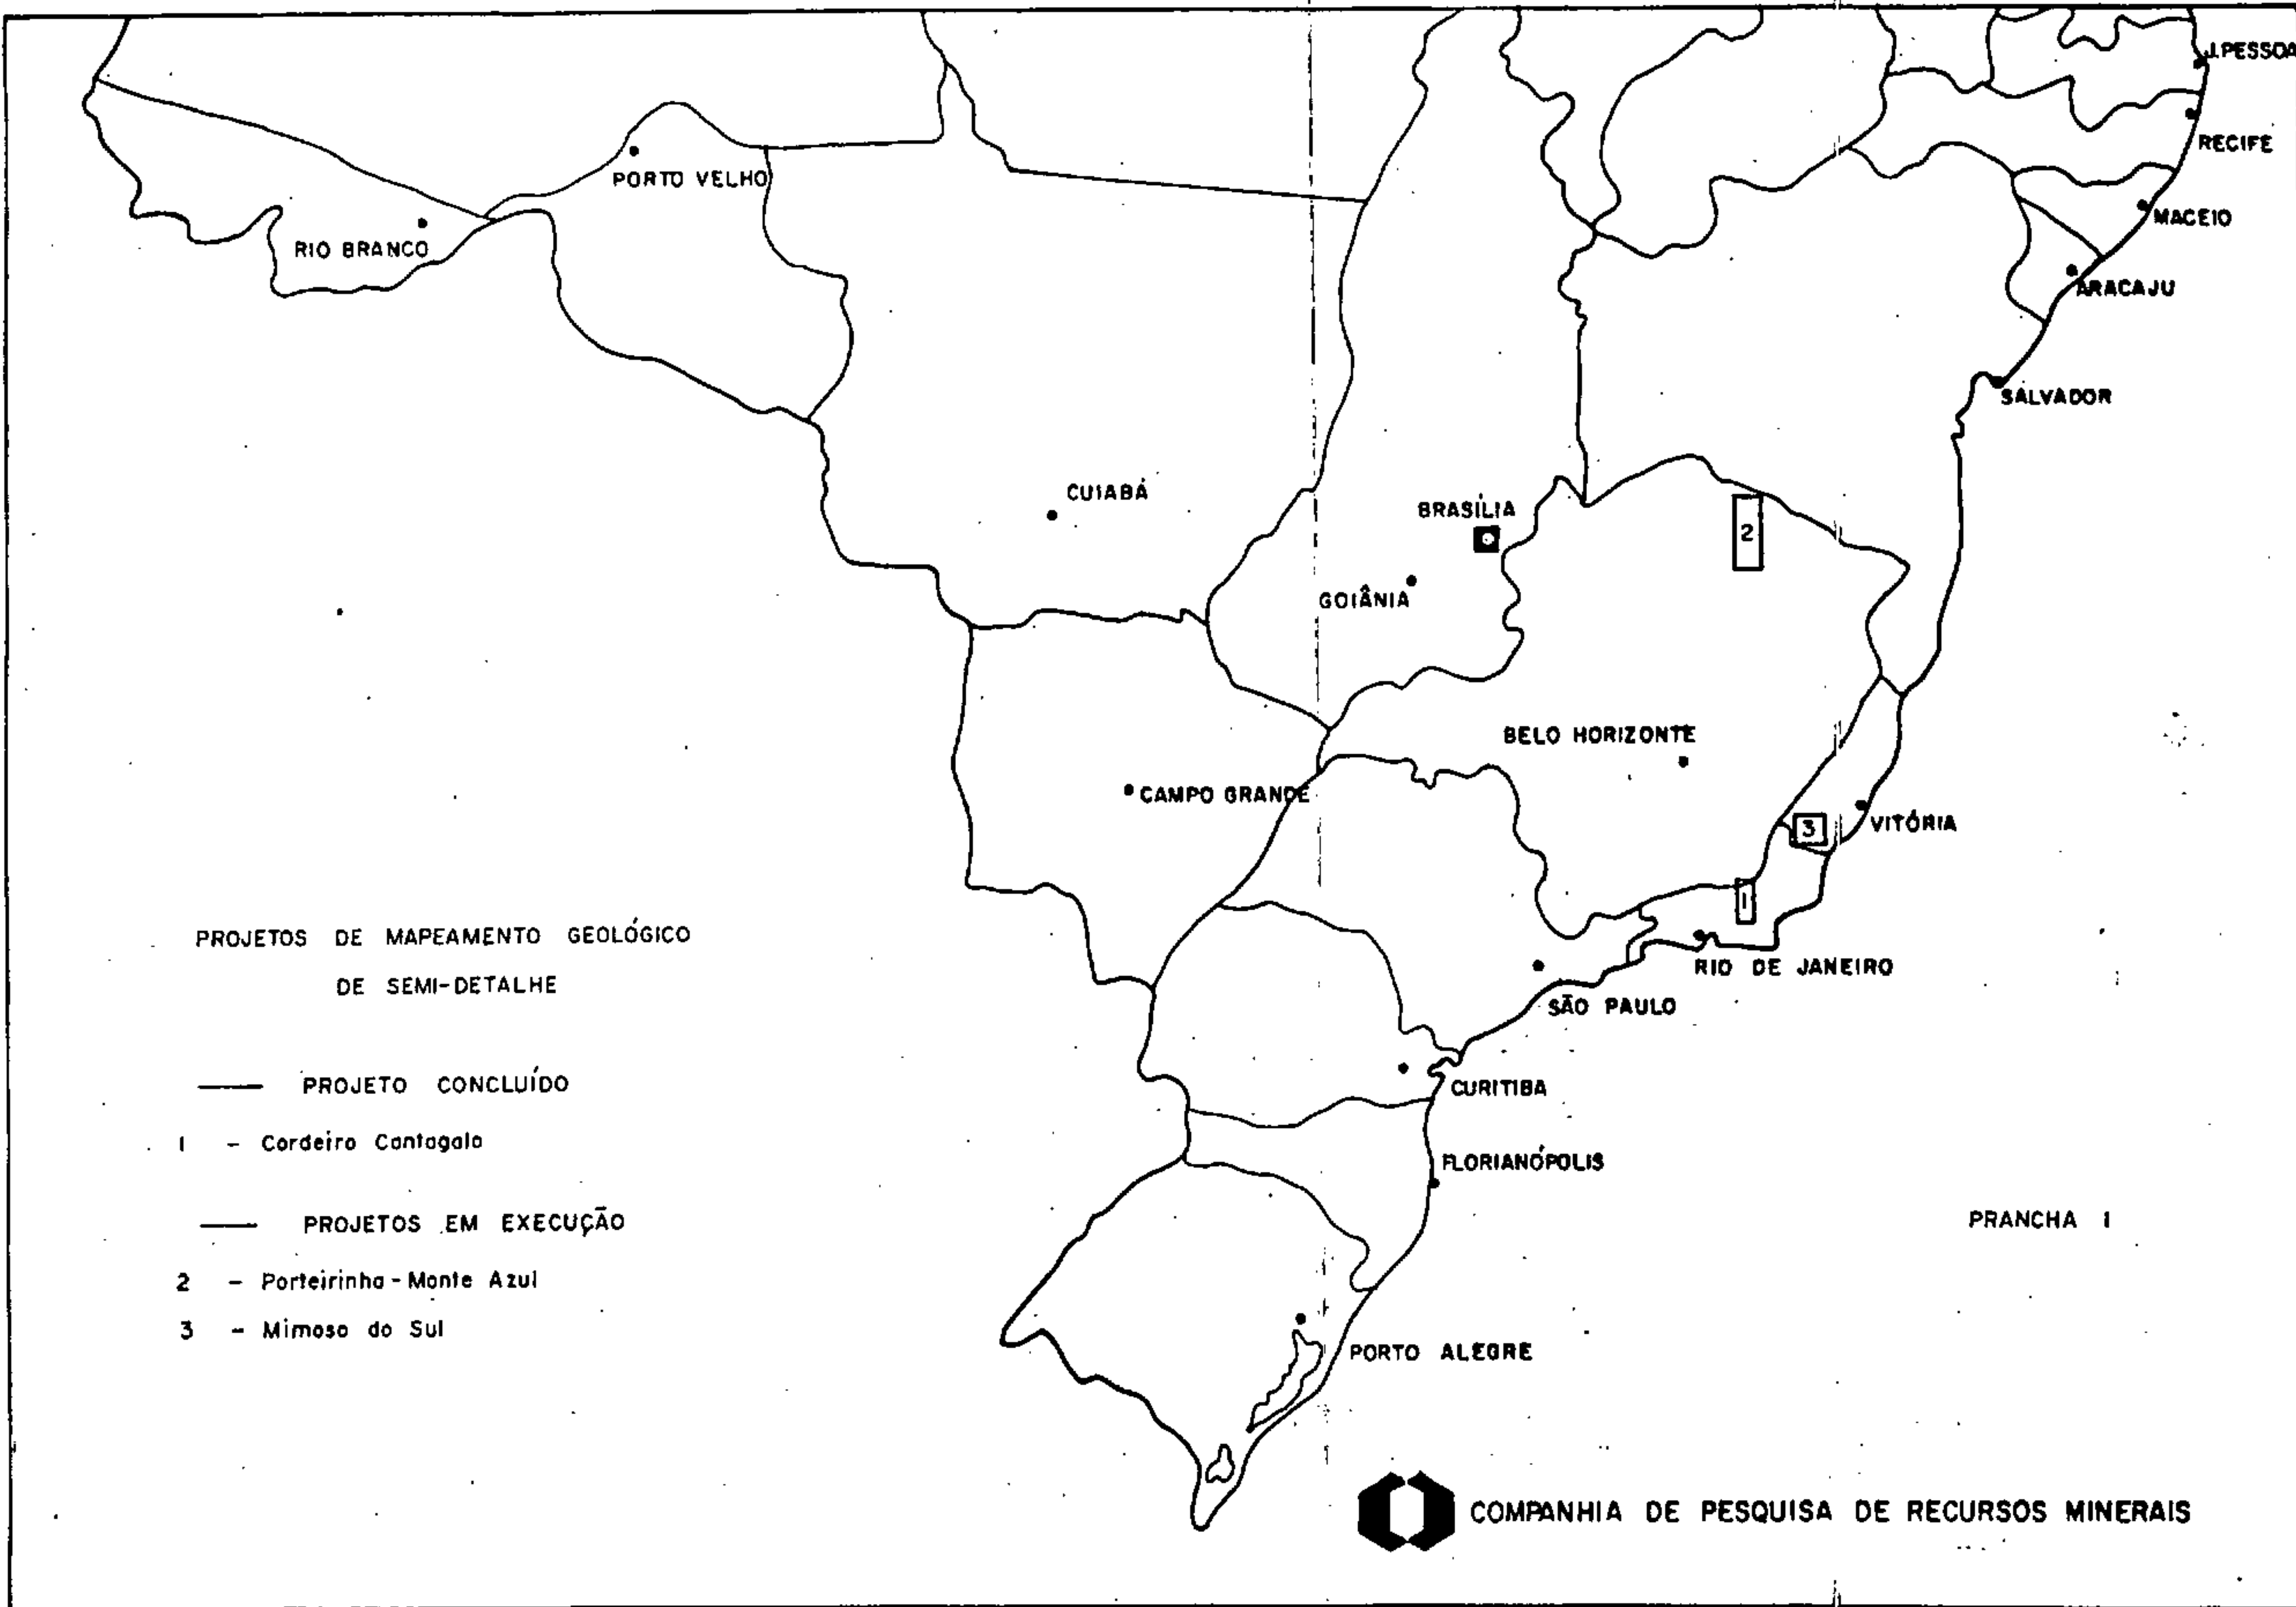 J. PESSOA
RECIFE
PORTO VELHO
MACEIO
RIO BRANCO
ARACAJU
SALVADOR
CUIABÁ
BRASÍLIA
2
GOIÂNIA
BELO HORIZONTE
CAMPO GRANDE
3
VITÓRIA
1
PROJETOS DE MAPEAMENTO GEOLÓGICO
DE SEMI-DETALHE
RIO DE JANEIRO
SÃO PAULO
PROJETO CONCLUÍDO
CURITIBA
1 - Cordeiro Cantagalo
FLORIANÓPOLIS
PROJETOS EM EXECUÇÃO
PRANCHA 1
2 - Porteirinha - Monte Azul
3 - Mimoso do Sul
PORTO ALEGRE
COMPANHIA DE PESQUISA DE RECURSOS MINERAIS